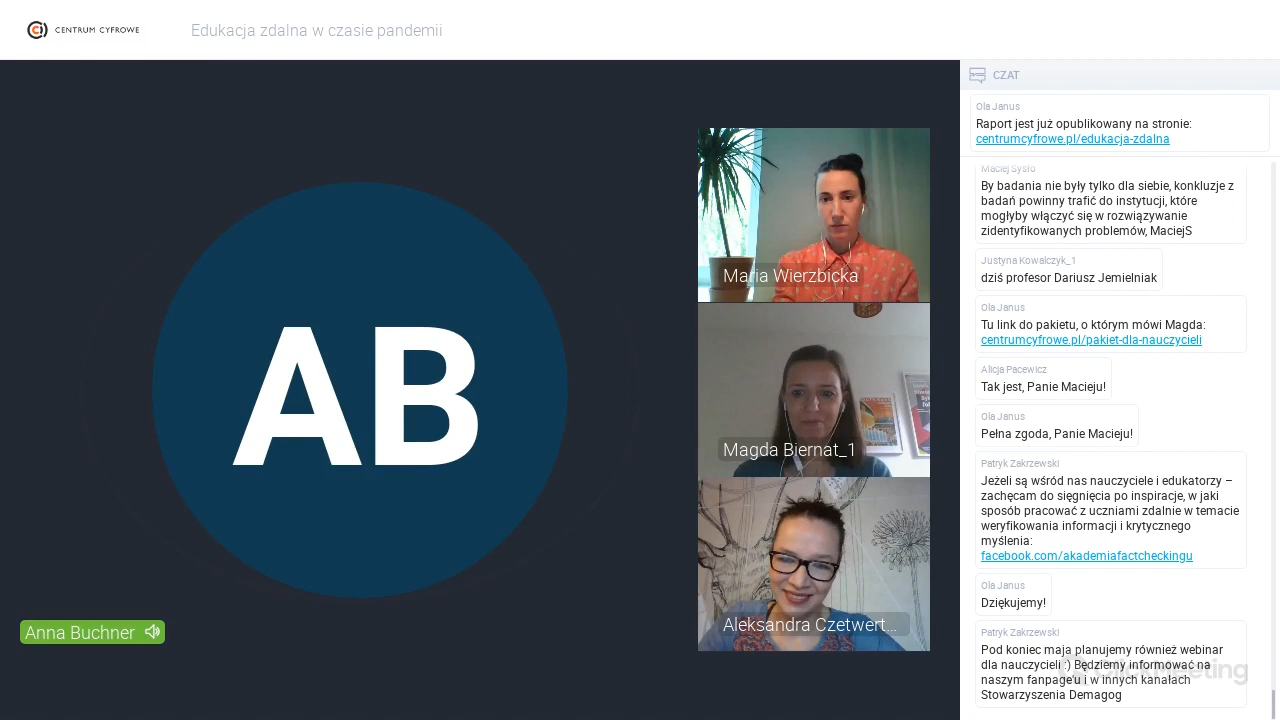 CENTRUM CYFROWE
Edukacja zdalna w czasie pandemii
AB
Anna Buchner
Maria Wierzbicka
Magda Biernat_1
Aleksandra Czetwert...
CZAT
Ola Janus
Raport jest już opublikowany na stronie:
centrumcyfrowe.pl/edukacja-zdalna
Maciej Sysło
By badania nie były tylko dla siebie, konkluzje z
badań powinny trafić do instytucji, które
mogłyby włączyć się w rozwiązywanie
zidentyfikowanych problemów, MaciejS
Justyna Kowalczyk_1
dziś profesor Dariusz Jemielniak
Ola Janus
Tu link do pakietu, o którym mówi Magda:
centrumcyfrowe.pl/pakiet-dla-nauczycieli
Alicja Pacewicz
Tak jest, Panie Macieju!
Ola Janus
Pełna zgoda, Panie Macieju!
Patryk Zakrzewski
Jeżeli są wśród nas nauczyciele i edukatorzy –
zachęcam do sięgnięcia po inspiracje, w jaki
sposób pracować z uczniami zdalnie w temacie
weryfikowania informacji i krytycznego
myślenia:
facebook.com/akademiafactcheckingu
Ola Janus
Dziękujemy!
Patryk Zakrzewski
Pod koniec maja planujemy również webinar
dla nauczycieli :) Będziemy informować na
naszym fanpage'u i w innych kanałach
Stowarzyszenia Demagog
ClickMeeting